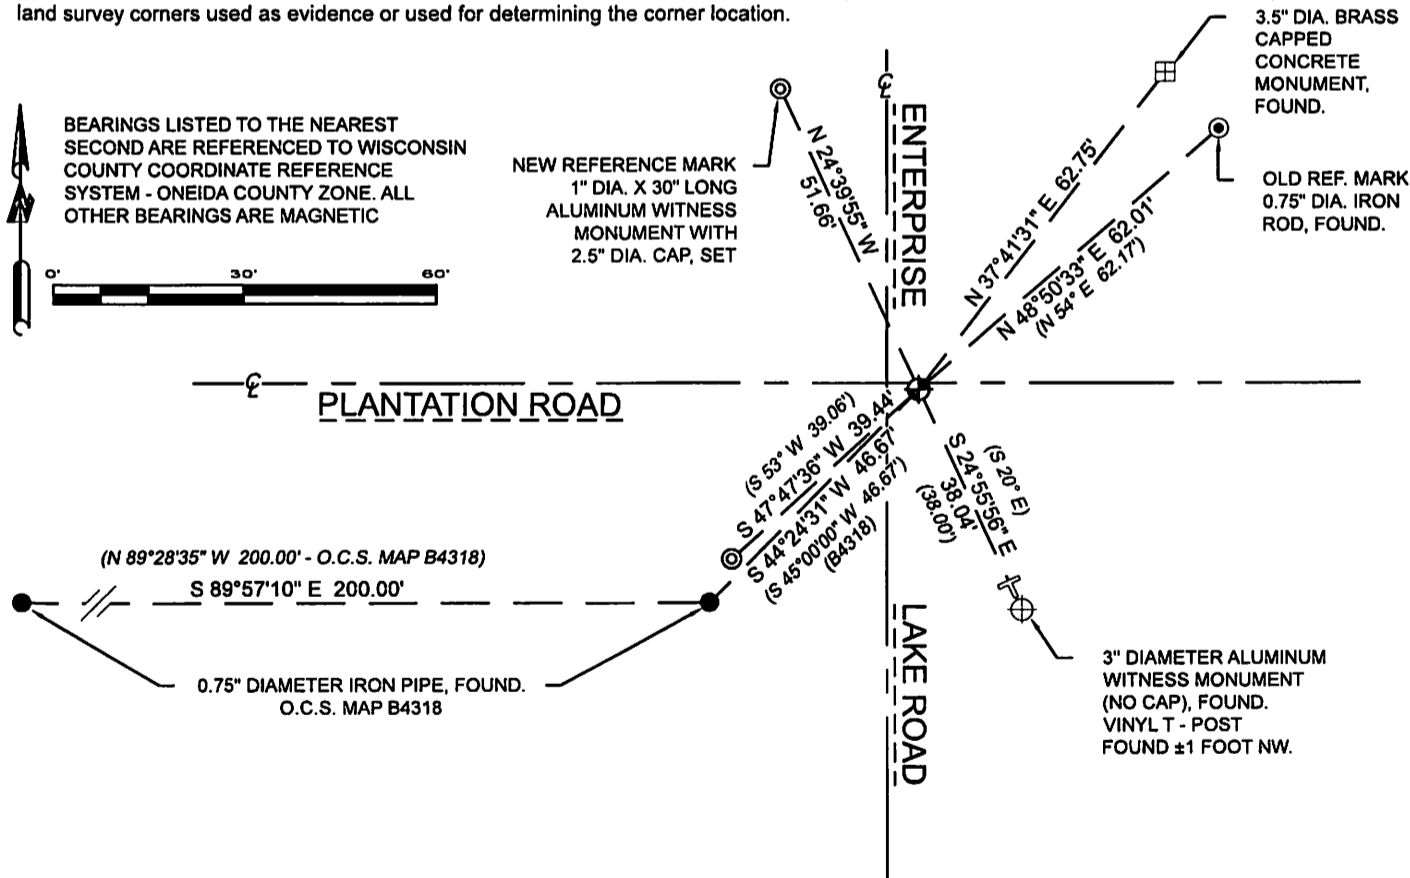 land survey corners used as evidence or used for determining the corner location.
BEARINGS LISTED TO THE NEAREST
SECOND ARE REFERENCED TO WISCONSIN
COUNTY COORDINATE REFERENCE
SYSTEM - ONEIDA COUNTY ZONE. ALL
OTHER BEARINGS ARE MAGNETIC
N
0'
30'
60'
NEW REFERENCE MARK
1" DIA. X 30" LONG
ALUMINUM WITNESS
MONUMENT WITH
2.5" DIA. CAP, SET
N 24°39'55" W
51.66'
℄
ENTERPRISE
3.5" DIA. BRASS
CAPPED
CONCRETE
MONUMENT,
FOUND.
OLD REF. MARK
0.75" DIA. IRON
ROD, FOUND.
N 37°41'31" E 62.75'
N 48°50'33" E 62.01'
(N 54° E 62.17')
℄
PLANTATION ROAD
(S 53° W 39.06')
S 47°47'36" W 39.44'
S 44°24'31" W 46.67'
(S 45°00'00" W 46.67')
(B4318)
(S 20° E)
S 24°55'56" E
38.04'
(38.00')
(N 89°28'35" W 200.00' - O.C.S. MAP B4318)
S 89°57'10" E 200.00'
0.75" DIAMETER IRON PIPE, FOUND.
O.C.S. MAP B4318
LAKE ROAD
3" DIAMETER ALUMINUM
WITNESS MONUMENT
(NO CAP), FOUND.
VINYL T - POST
FOUND ±1 FOOT NW.